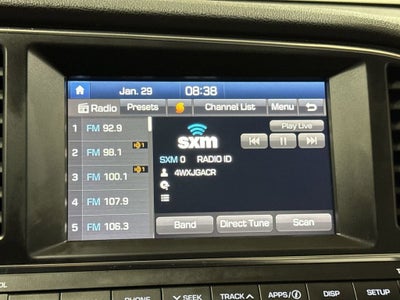 Jan. 29 08:38
Radio Presets Channel List Menu
1 FM 92.9
2 FM 98.1
3 FM 100.1
4 FM 107.9
5 FM 106.3
Play Live
sxm
SXM 0 RADIO ID
4WXJGACR
Band Direct Tune Scan
PHONE SEEK TRACK APPS/i DISP SETUP